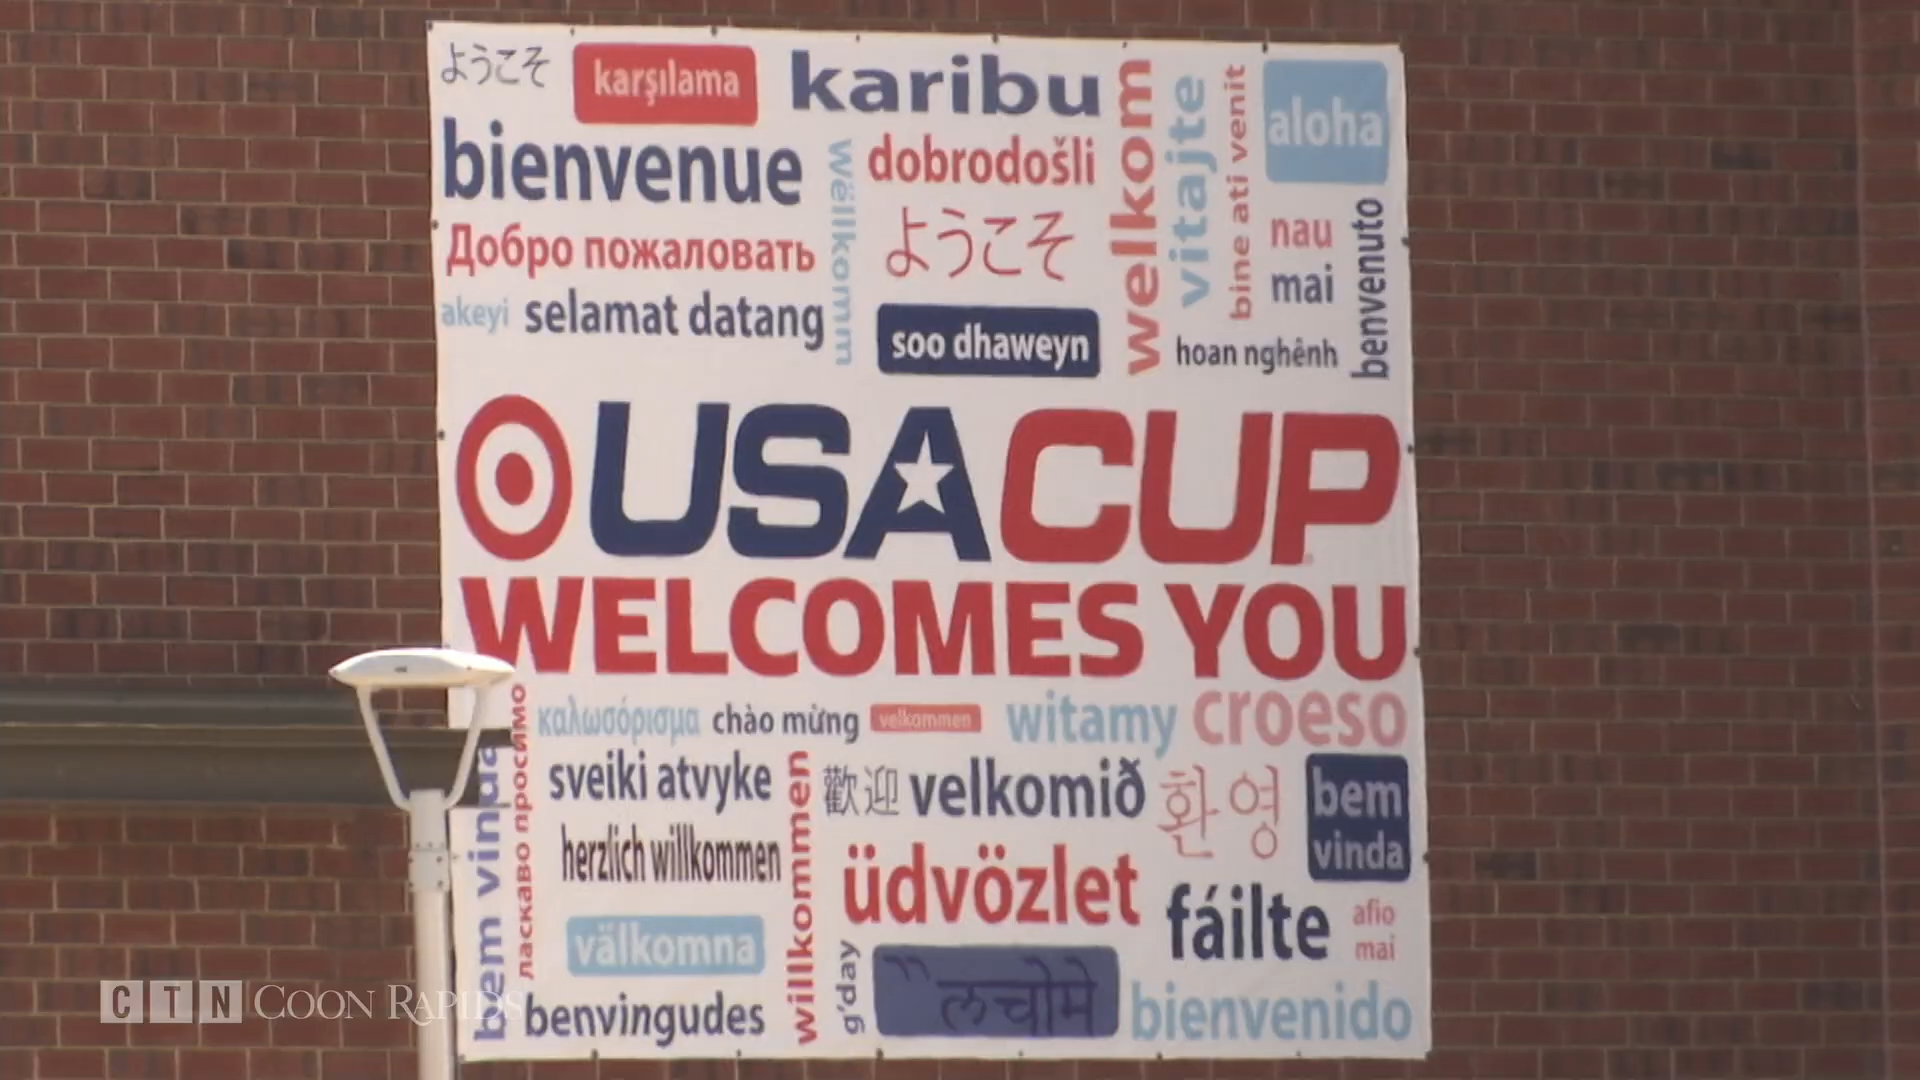 ようこそ
karşılama
karibu
bienvenue
wëllkomm
dobrodošli
welkom
vitajte
bine ati venit
aloha
Добро пожаловать
ようこそ
nau
mai
benvenuto
akeyi
selamat datang
soo dhaweyn
hoan nghênh
USA CUP
WELCOMES YOU
καλωσόρισμα
chào mừng
velkommen
witamy
croeso
bem vinda
ласкаво просимо
sveiki atvyke
willkommen
歡迎
velkomið
환영
bem
vinda
herzlich willkommen
üdvözlet
fáilte
afio
mai
välkomna
g'day
लचोमे
bienvenido
benvingudes
CTN COON RAPIDS